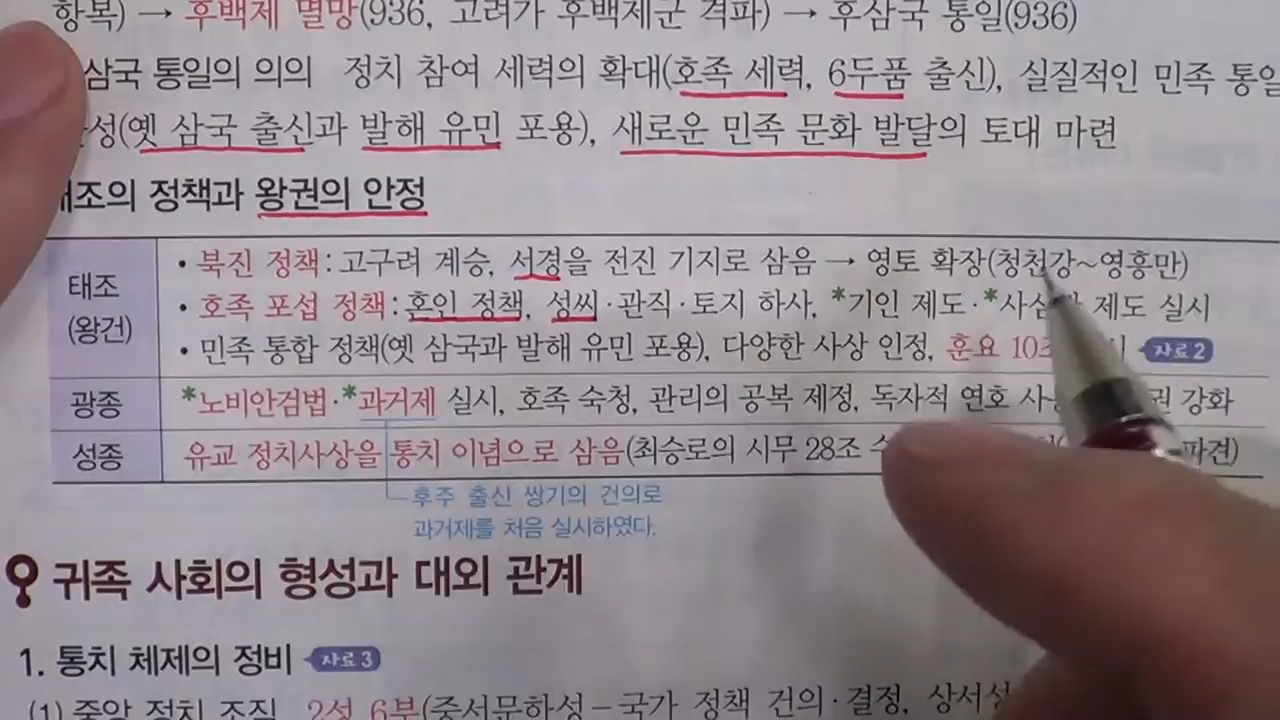 항복) → 후백제 멸망(936, 고려가 후백제군 격파) → 후삼국 통일(936)
삼국 통일의 의의 정치 참여 세력의 확대(호족 세력, 6두품 출신), 실질적인 민족 통일
성(옛 삼국 출신과 발해 유민 포용), 새로운 민족 문화 발달의 토대 마련
태조의 정책과 왕권의 안정
태조 (왕건)
• 북진 정책: 고구려 계승, 서경을 전진 기지로 삼음 → 영토 확장(청천강~영흥만)
• 호족 포섭 정책: 혼인 정책, 성씨·관직·토지 하사, *기인 제도·*사심 제도 실시
• 민족 통합 정책(옛 삼국과 발해 유민 포용), 다양한 사상 인정, 훈요 10조 자료 2
광종 *노비안검법·*과거제 실시, 호족 숙청, 관리의 공복 제정, 독자적 연호 강화
성종 유교 정치사상을 통치 이념으로 삼음(최승로의 시무 28조 파견)
후주 출신 쌍기의 건의로
과거제를 처음 실시하였다.
귀족 사회의 형성과 대외 관계
1. 통치 체제의 정비 자료 3
(1) 중앙 정치 조직 2성 6부(중서문하성-국가 정책 건의·결정,